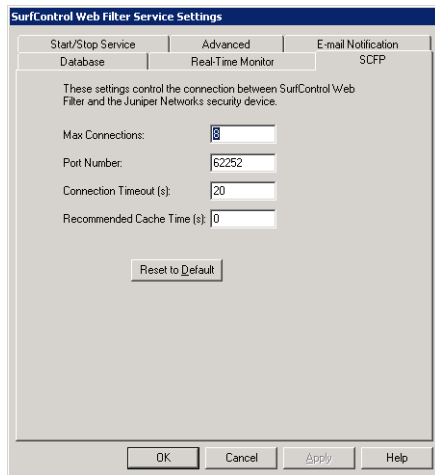 SurfControl Web Filter Service Settings
Start/Stop Service
Advanced
E-mail Notification
Database
Real-Time Monitor
SCFP
These settings control the connection between SurfControl Web
Filter and the Juniper Networks security device.
Max Connections: 8
Port Number: 62252
Connection Timeout (s): 20
Recommended Cache Time (s): 0
Reset to Default
OK
Cancel
Apply
Help